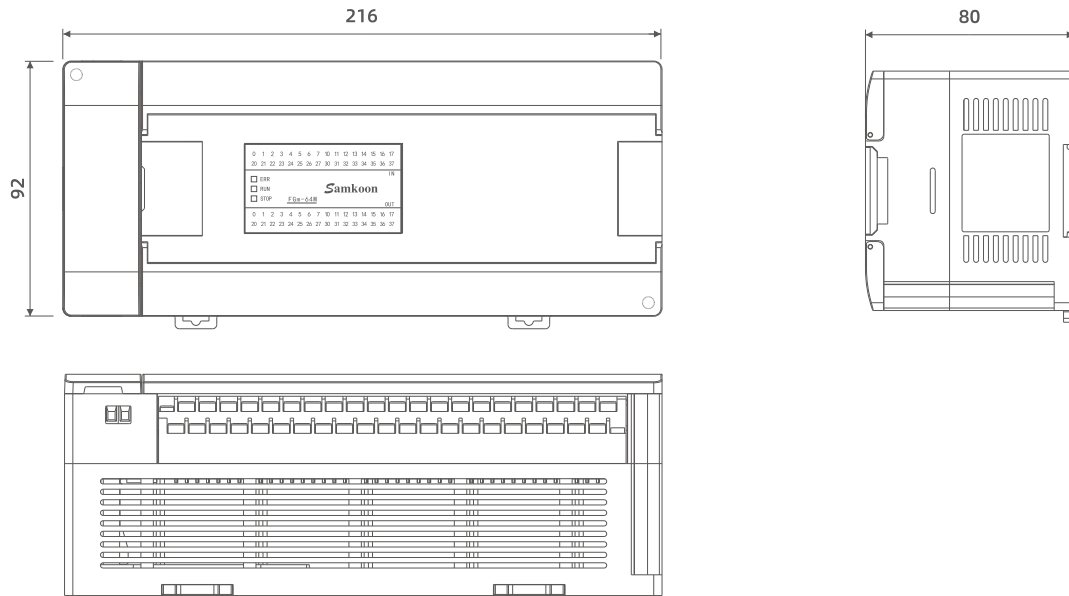 216
80
92
0 1 2 3 4 5 6 7 10 11 12 13 14 15 16 17
20 21 22 23 24 25 26 27 30 31 32 33 34 35 36 37
IN
ERR
RUN
Samkoon
STOP FGm-64M
OUT
0 1 2 3 4 5 6 7 10 11 12 13 14 15 16 17
20 21 22 23 24 25 26 27 30 31 32 33 34 35 36 37